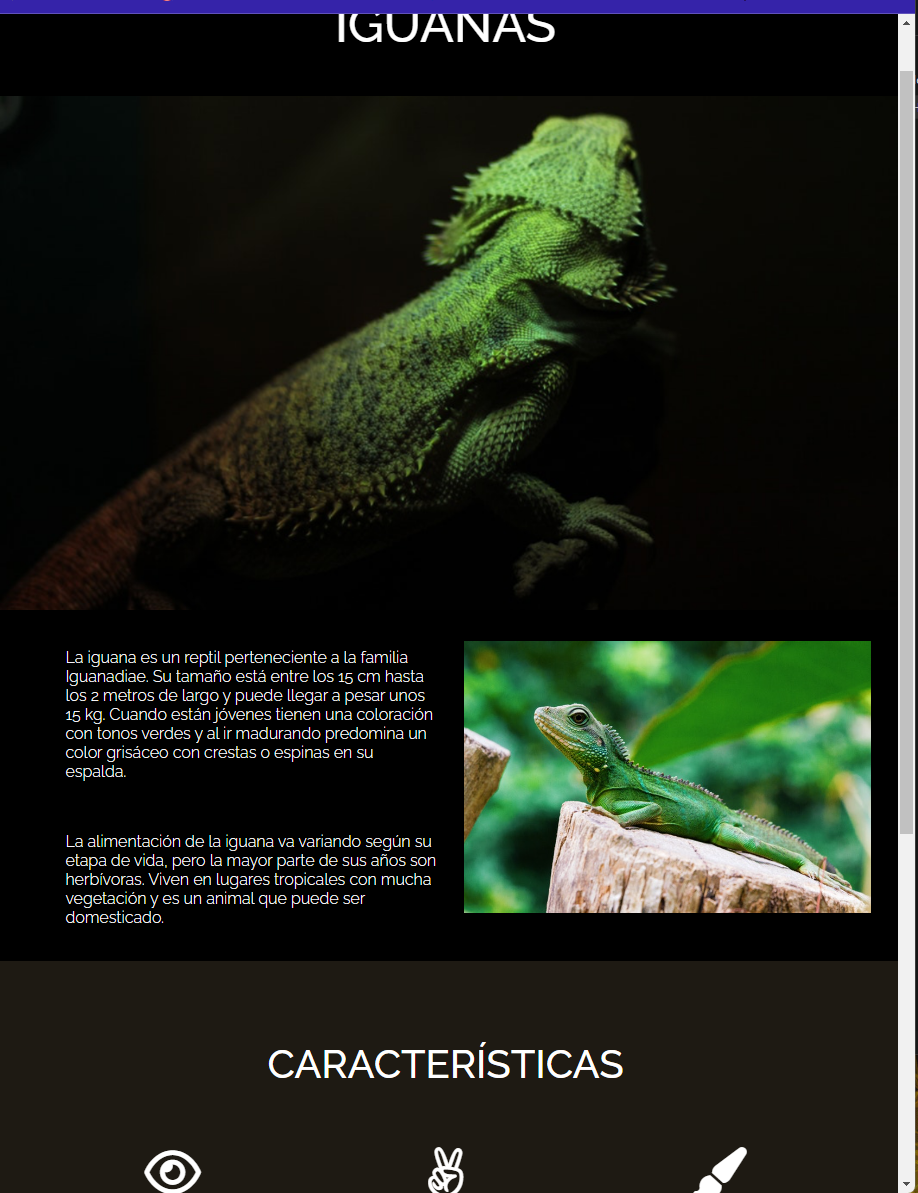 IGUANAS
La iguana es un reptil perteneciente a la familia
Iguanadiae. Su tamaño está entre los 15 cm hasta
los 2 metros de largo y puede llegar a pesar unos
15 kg. Cuando están jóvenes tienen una coloración
con tonos verdes y al ir madurando predomina un
color grisáceo con crestas o espinas en su
espalda.
La alimentación de la iguana va variando según su
etapa de vida, pero la mayor parte de sus años son
herbívoras. Viven en lugares tropicales con mucha
vegetación y es un animal que puede ser
domesticado.
CARACTERÍSTICAS